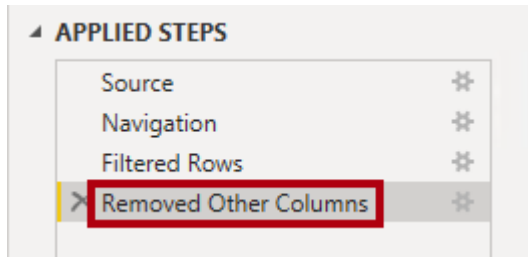 APPLIED STEPS
Source
Navigation
Filtered Rows
Removed Other Columns